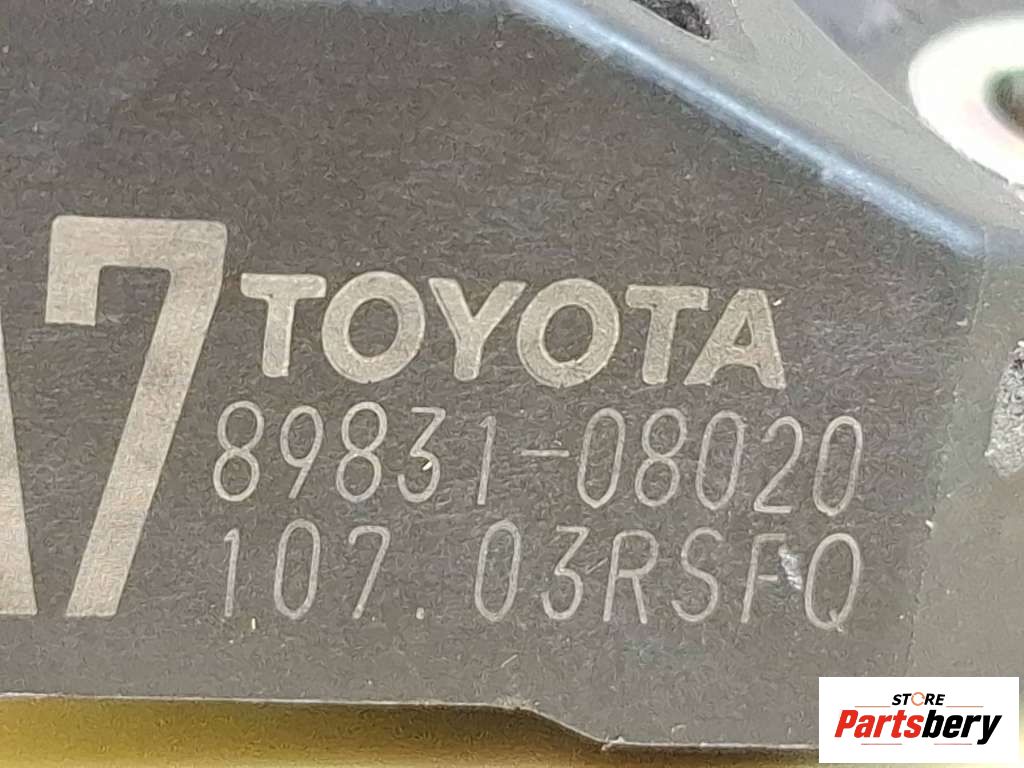 7
TOYOTA
89831-08020
107.03RSFQ
STORE
Partsbery